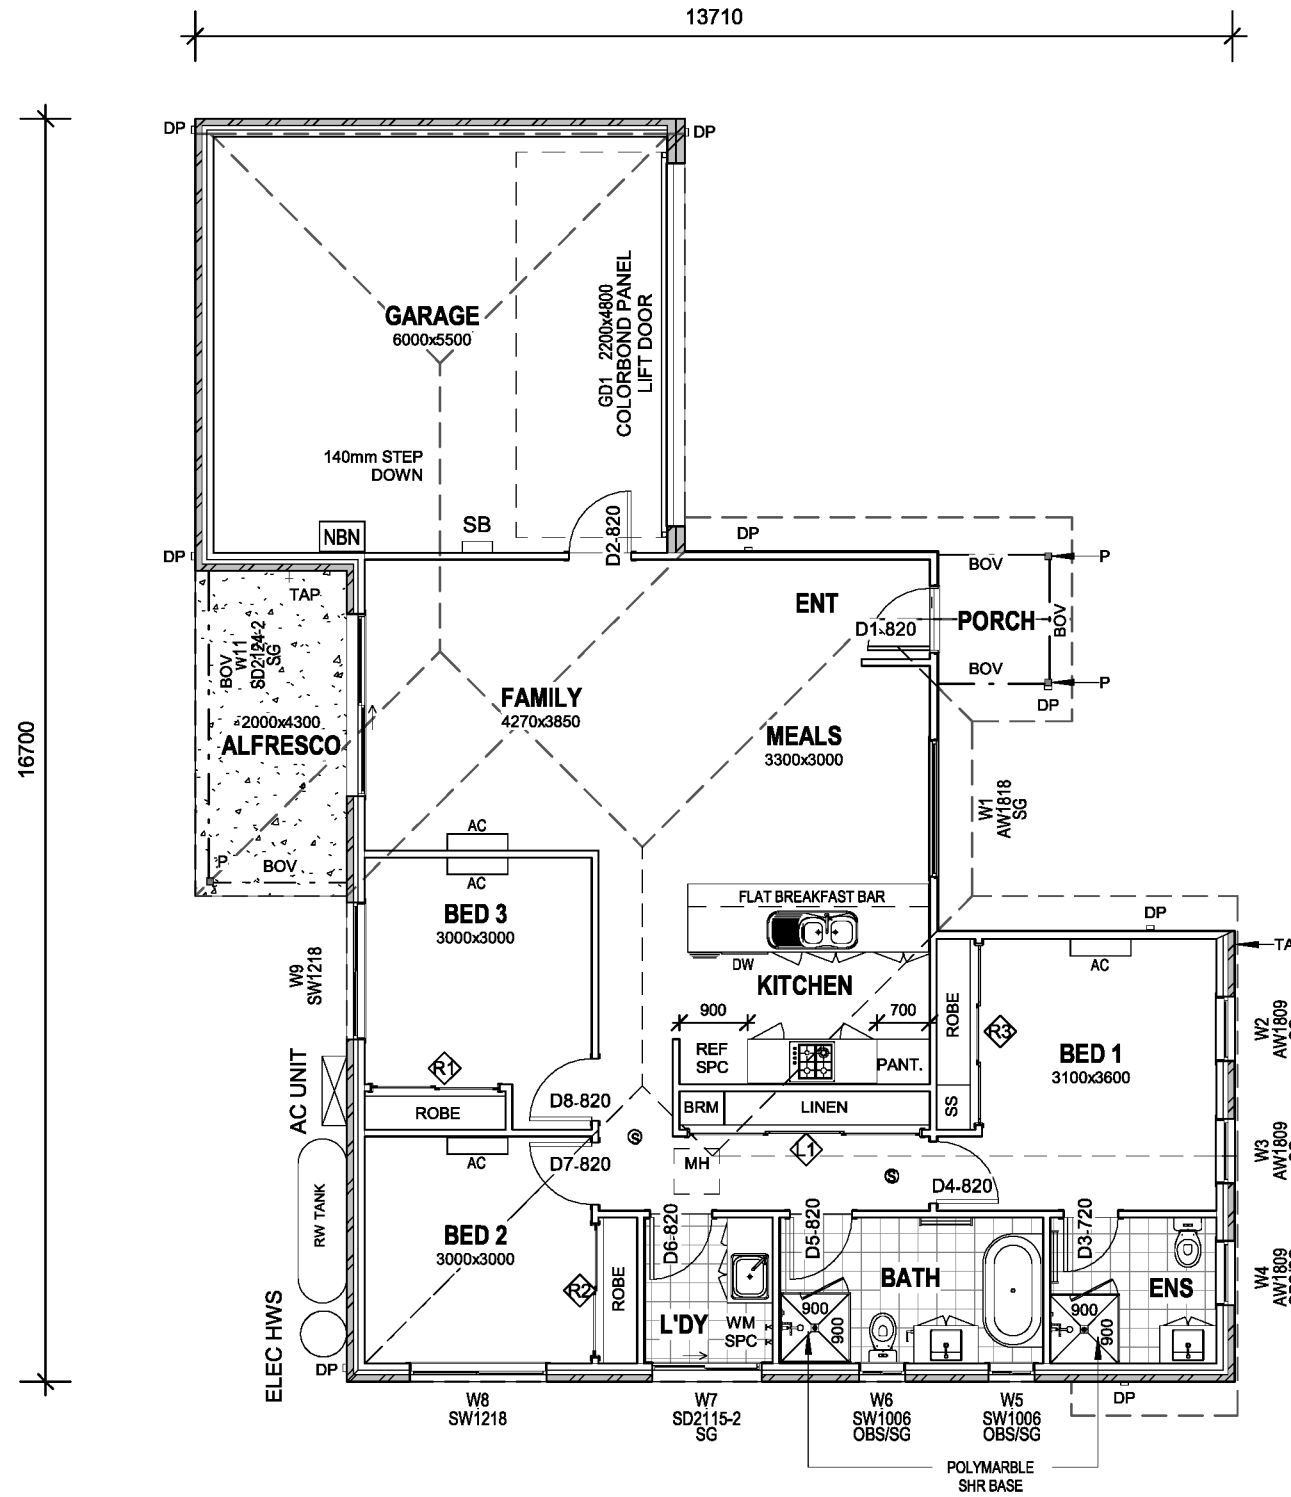 13710
16700
DP
DP
GARAGE
6000x5500
GD1 2200x4800
COLORBOND PANEL
LIFT DOOR
140mm STEP
DOWN
NBN
SB
D2-820
DP
DP
BOV
P
TAP
ENT
D1-820
PORCH
BOV
BOV
P
DP
BOV
W11
SD2124-2
SG
2000x4300
ALFRESCO
P
BOV
FAMILY
4270x3850
MEALS
3300x3000
W1
AW1818
SG
AC
AC
BED 3
3000x3000
W9
SW1218
FLAT BREAKFAST BAR
DW
KITCHEN
900
700
REF
SPC
PANT.
DP
TA
AC
ROBE
R3
BED 1
3100x3600
W2
AW1809
SS
R1
ROBE
D8-820
BRM
LINEN
AC UNIT
AC
D7-820
S
MH
L1
S
D4-820
W3
AW1809
RW TANK
BED 2
3000x3000
R2
ROBE
D6-820
D5-820
D3-720
BATH
ENS
W4
AW1809
L'DY
WM
SPC
900
900
900
900
ELEC HWS
DP
DP
W8
SW1218
W7
SD2115-2
SG
W6
SW1006
OBS/SG
W5
SW1006
OBS/SG
POLYMARBLE
SHR BASE